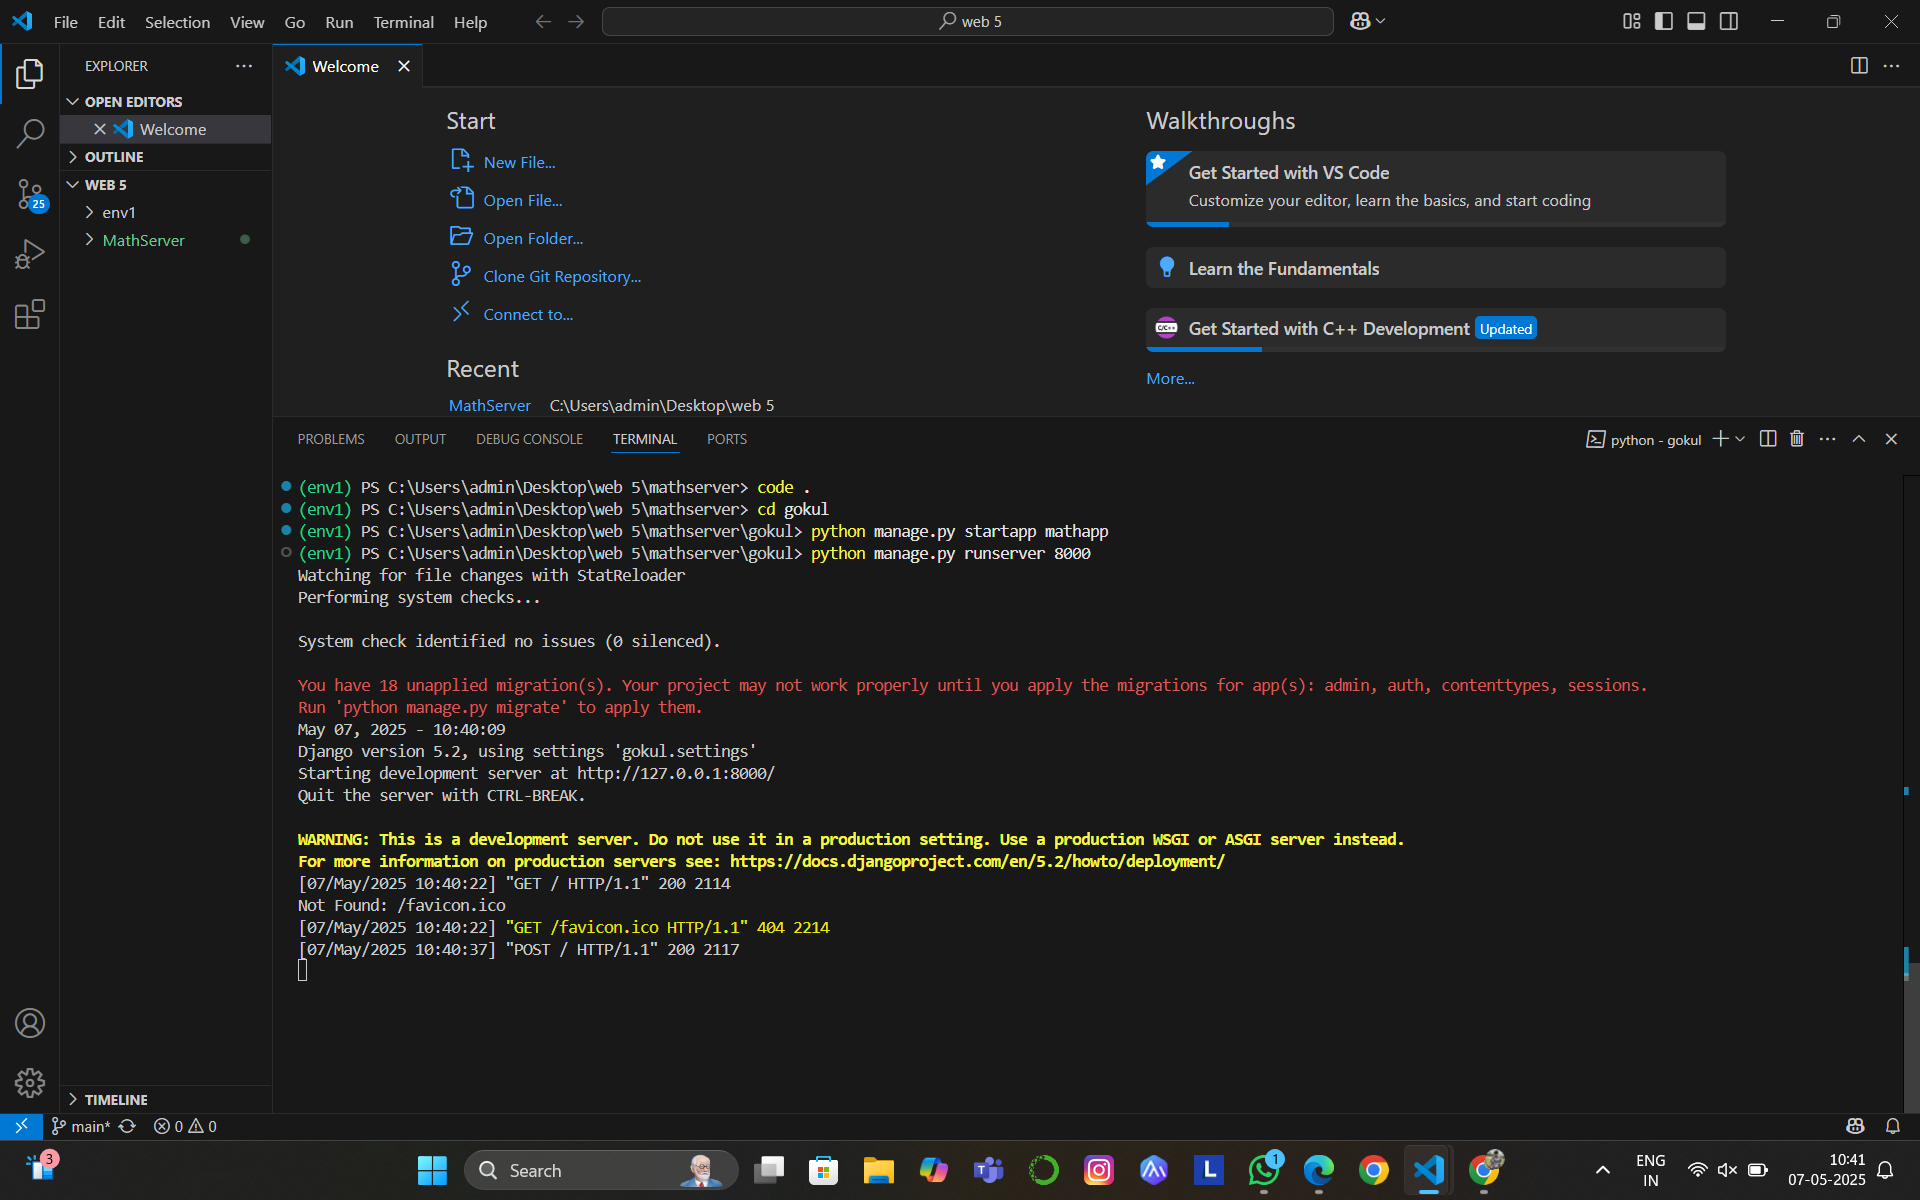 File Edit Selection View Go Run Terminal Help
web 5
EXPLORER
OPEN EDITORS
Welcome
OUTLINE
WEB 5
env1
MathServer
25
Welcome
Start
New File...
Open File...
Open Folder...
Clone Git Repository...
Connect to...
Recent
MathServer C:\Users\admin\Desktop\web 5
Walkthroughs
Get Started with VS Code
Customize your editor, learn the basics, and start coding
Learn the Fundamentals
C/C++ Get Started with C++ Development Updated
More...
PROBLEMS OUTPUT DEBUG CONSOLE TERMINAL PORTS
python - gokul
(env1) PS C:\Users\admin\Desktop\web 5\mathserver> code .
(env1) PS C:\Users\admin\Desktop\web 5\mathserver> cd gokul
(env1) PS C:\Users\admin\Desktop\web 5\mathserver\gokul> python manage.py startapp mathapp
(env1) PS C:\Users\admin\Desktop\web 5\mathserver\gokul> python manage.py runserver 8000
Watching for file changes with StatReloader
Performing system checks...
System check identified no issues (0 silenced).
You have 18 unapplied migration(s). Your project may not work properly until you apply the migrations for app(s): admin, auth, contenttypes, sessions.
Run 'python manage.py migrate' to apply them.
May 07, 2025 - 10:40:09
Django version 5.2, using settings 'gokul.settings'
Starting development server at http://127.0.0.1:8000/
Quit the server with CTRL-BREAK.
WARNING: This is a development server. Do not use it in a production setting. Use a production WSGI or ASGI server instead.
For more information on production servers see: https://docs.djangoproject.com/en/5.2/howto/deployment/
[07/May/2025 10:40:22] "GET / HTTP/1.1" 200 2114
Not Found: /favicon.ico
[07/May/2025 10:40:22] "GET /favicon.ico HTTP/1.1" 404 2214
[07/May/2025 10:40:37] "POST / HTTP/1.1" 200 2117
TIMELINE
main* 0 0
3
Search
L
1
ENG
IN
10:41
07-05-2025